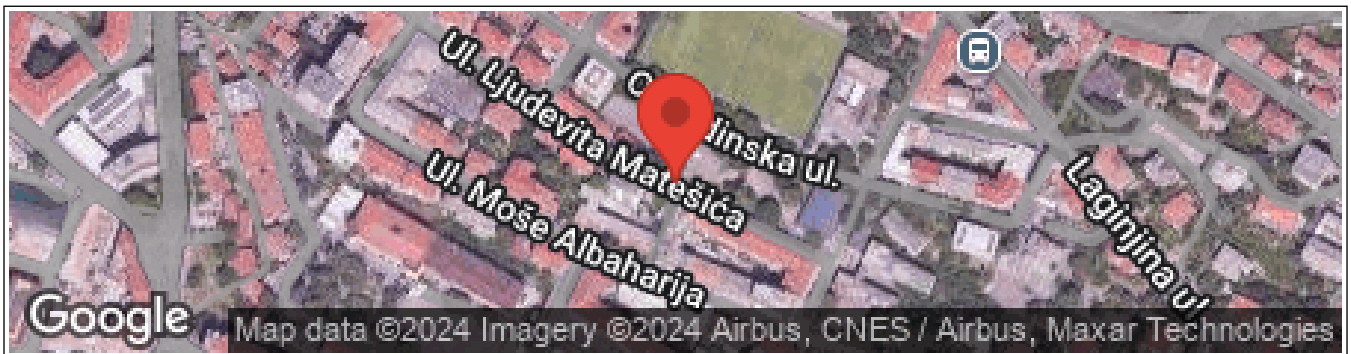 Ul. Ljudevita Matešića
dinska ul.
Ul. Moše Albaharija
Laginjina ul
Google
Map data ©2024 Imagery ©2024 Airbus, CNES / Airbus, Maxar Technologies